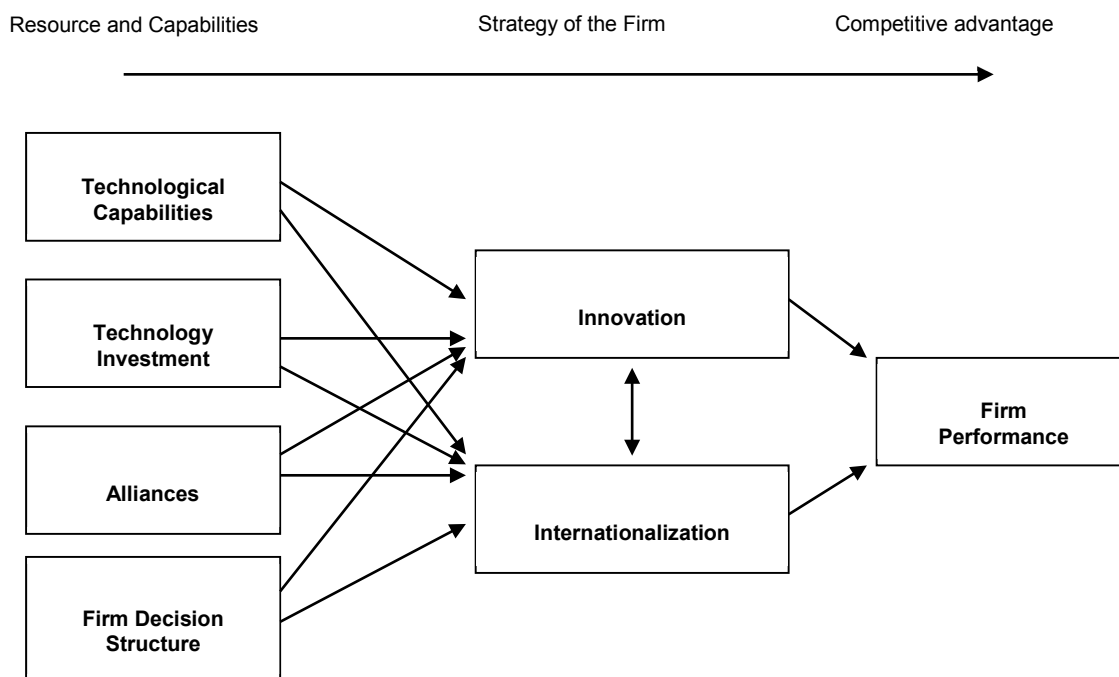 Resource and Capabilities
Strategy of the Firm
Competitive advantage
Technological
Capabilities
Technology
Investment
Alliances
Firm Decision
Structure
Innovation
Internationalization
Firm
Performance